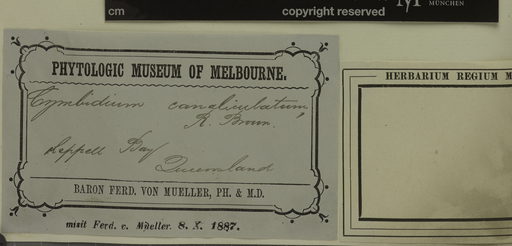 cm
copyright reserved
MÜNCHEN
PHYTOLOGIC MUSEUM OF MELBOURNE.
Cymbidium canaliculatum
R. Brown.
Keppell Bay
Queensland
BARON FERD. VON MUELLER, PH. & M.D.
misit Ferd. v. Mueller. 8. X. 1887.
HERBARIUM REGIUM M